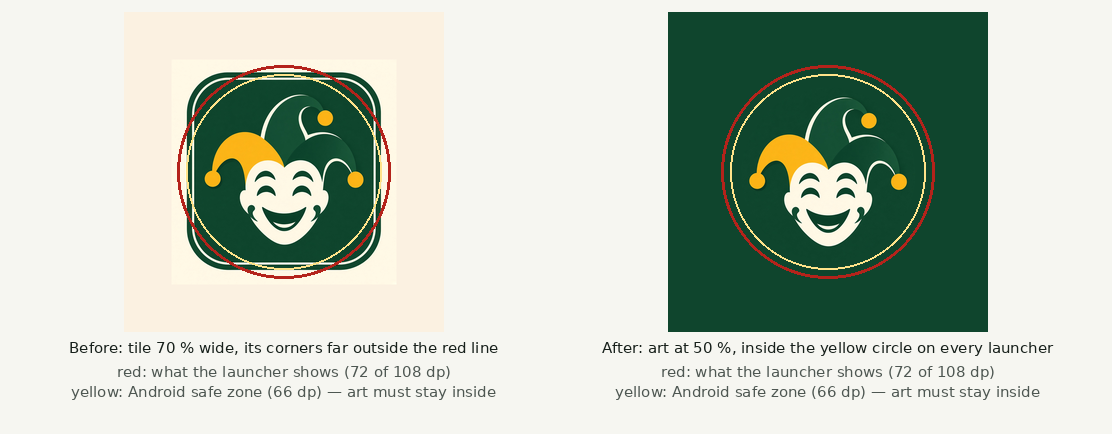 Before: tile 70 % wide, its corners far outside the red line
red: what the launcher shows (72 of 108 dp)
yellow: Android safe zone (66 dp) — art must stay inside
After: art at 50 %, inside the yellow circle on every launcher
red: what the launcher shows (72 of 108 dp)
yellow: Android safe zone (66 dp) — art must stay inside